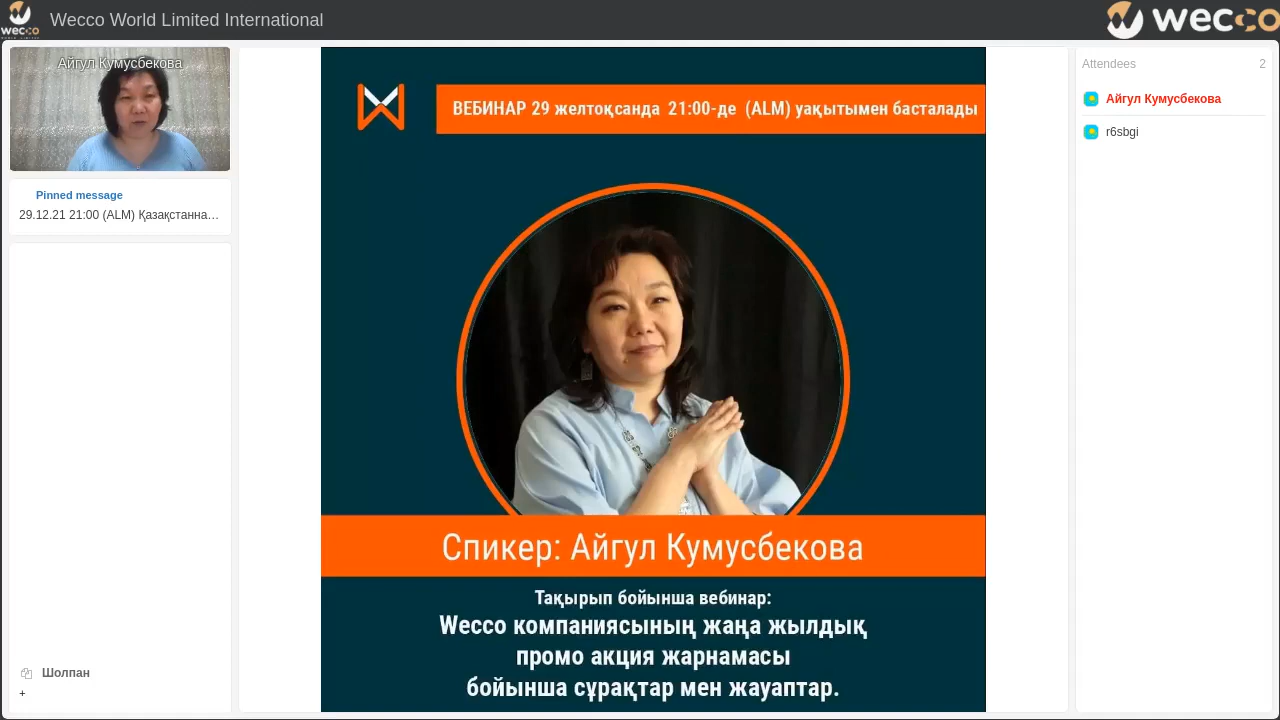 Wecco World Limited International
wecco
wecco
Айгул Кумусбекова
Pinned message
29.12.21 21:00 (ALM) Қазақстанна…
Шолпан
+
ВЕБИНАР 29 желтоқсанда 21:00-де (ALM) уақытымен басталады
Спикер: Айгул Кумусбекова
Тақырып бойынша вебинар:
Wecco компаниясының жаңа жылдық
промо акция жарнамасы
бойынша сұрақтар мен жауаптар.
Attendees 2
Айгул Кумусбекова
r6sbgi